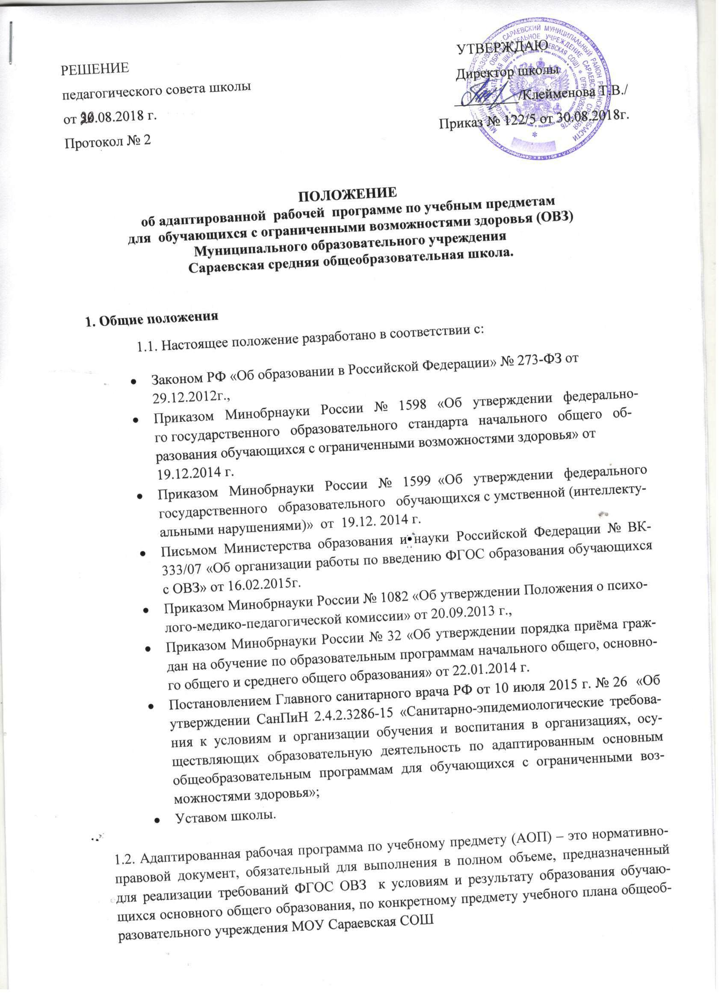 РЕШЕНИЕ
педагогического совета школы
от .08.2018 г.
Протокол № 2
УТВЕРЖДАЮ
Директор школы
/Клейменова Т.В./
Приказ № 122/5 от 30.08.2018г.
ПОЛОЖЕНИЕ
об адаптированной рабочей программе по учебным предметам
для обучающихся с ограниченными возможностями здоровья (ОВЗ)
Муниципального образовательного учреждения
Сараевская средняя общеобразовательная школа.
1. Общие положения
1.1. Настоящее положение разработано в соответствии с:
• Законом РФ «Об образовании в Российской Федерации» № 273-ФЗ от
29.12.2012г.,
• Приказом Минобрнауки России № 1598 «Об утверждении федерально-
го государственного образовательного стандарта начального общего об-
разования обучающихся с ограниченными возможностями здоровья» от
19.12.2014 г.
• Приказом Минобрнауки России № 1599 «Об утверждении федерального
государственного образовательного обучающихся с умственной (интеллекту-
альными нарушениями)» от 19.12. 2014 г.
• Письмом Министерства образования и науки Российской Федерации № ВК-
333/07 «Об организации работы по введению ФГОС образования обучающихся
с ОВЗ» от 16.02.2015г.
• Приказом Минобрнауки России № 1082 «Об утверждении Положения о психо-
лого-медико-педагогической комиссии» от 20.09.2013 г.,
• Приказом Минобрнауки России № 32 «Об утверждении порядка приёма граж-
дан на обучение по образовательным программам начального общего, основно-
го общего и среднего общего образования» от 22.01.2014 г.
• Постановлением Главного санитарного врача РФ от 10 июля 2015 г. № 26 «Об
утверждении СанПиН 2.4.2.3286-15 «Санитарно-эпидемиологические требова-
ния к условиям и организации обучения и воспитания в организациях, осу-
ществляющих образовательную деятельность по адаптированным основным
общеобразовательным программам для обучающихся с ограниченными воз-
можностями здоровья»;
• Уставом школы.
1.2. Адаптированная рабочая программа по учебному предмету (АОП) – это нормативно-
правовой документ, обязательный для выполнения в полном объеме, предназначенный
для реализации требований ФГОС ОВЗ к условиям и результату образования обучаю-
щихся основного общего образования, по конкретному предмету учебного плана общеоб-
разовательного учреждения МОУ Сараевская СОШ